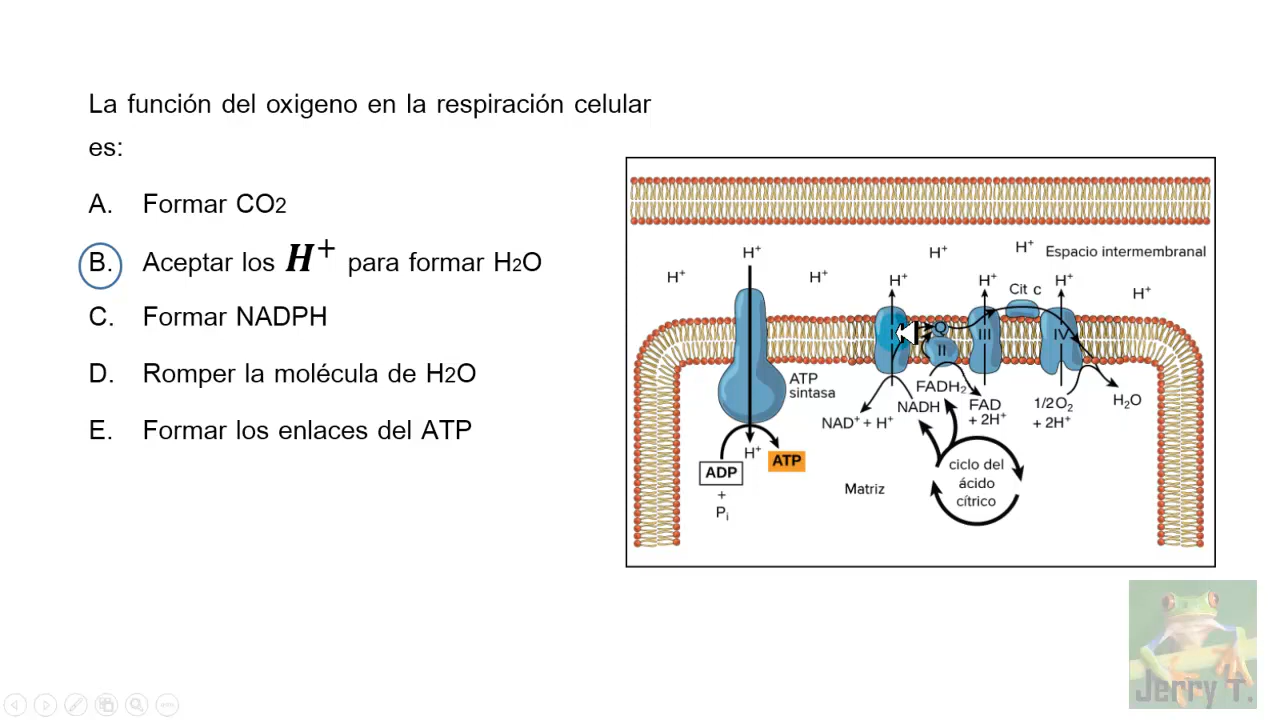 La función del oxigeno en la respiración celular
es:
A. Formar CO2
B. Aceptar los H+ para formar H2O
C. Formar NADPH
D. Romper la molécula de H2O
E. Formar los enlaces del ATP
H+
H+
H+
Espacio intermembranal
H+
H+
H+
H+
Cit c
H+
H+
I
Q
II
III
IV
ATP
sintasa
FADH2
NADH
NAD+ + H+
FAD
+ 2H+
1/2 O2
+ 2H+
H2O
H+
ADP
ATP
+
Pi
Matriz
ciclo del
ácido
cítrico
Jerry T.